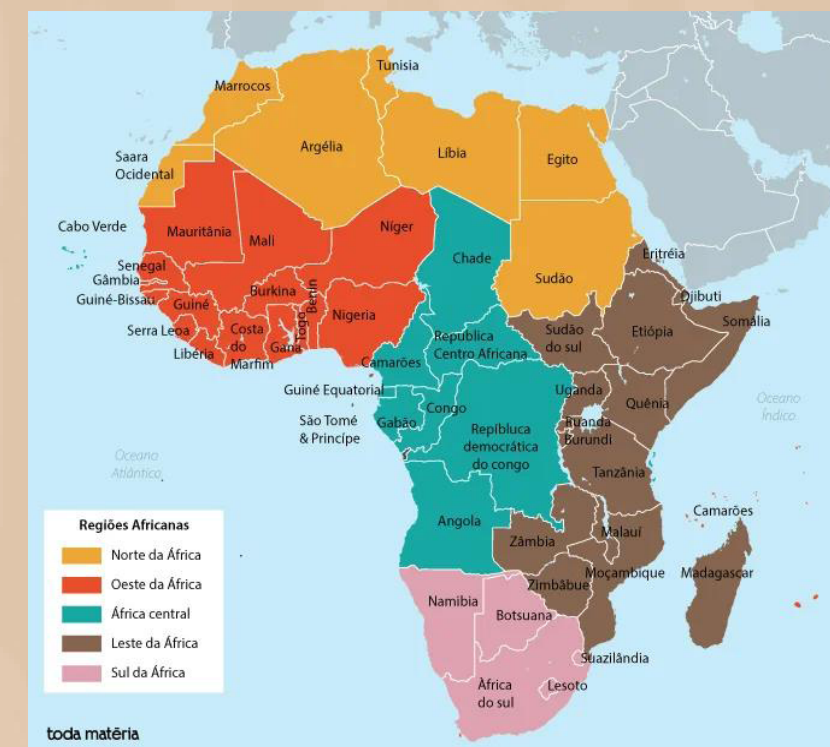 Tunisia
Marrocos
Argélia
Líbia
Egito
Saara
Ocidental
Cabo Verde
Mauritânia
Mali
Níger
Chade
Sudão
Eritréia
Senegal
Gâmbia
Guiné-Bissau
Guiné
Burkina
Benin
Togo
Nigeria
Djibuti
Somália
Serra Leoa
Libéria
Costa
do
Marfim
Gana
Camarões
Republica
Centro Africana
Sudão
do sul
Etiópia
Guiné Equatorial
São Tomé
& Principe
Gabão
Congo
Repíbluca
democrática
do congo
Uganda
Quênia
Ruanda
Burundi
Tanzânia
Oceano
Índico
Oceano
Atlântico
Angola
Zâmbia
Malauí
Camarões
Moçambique
Madagascar
Zimbábue
Namibia
Botsuana
Suazilândia
Lesoto
Àfrica
do sul
Regiões Africanas
Norte da África
Oeste da África
África central
Leste da África
Sul da África
toda matéria